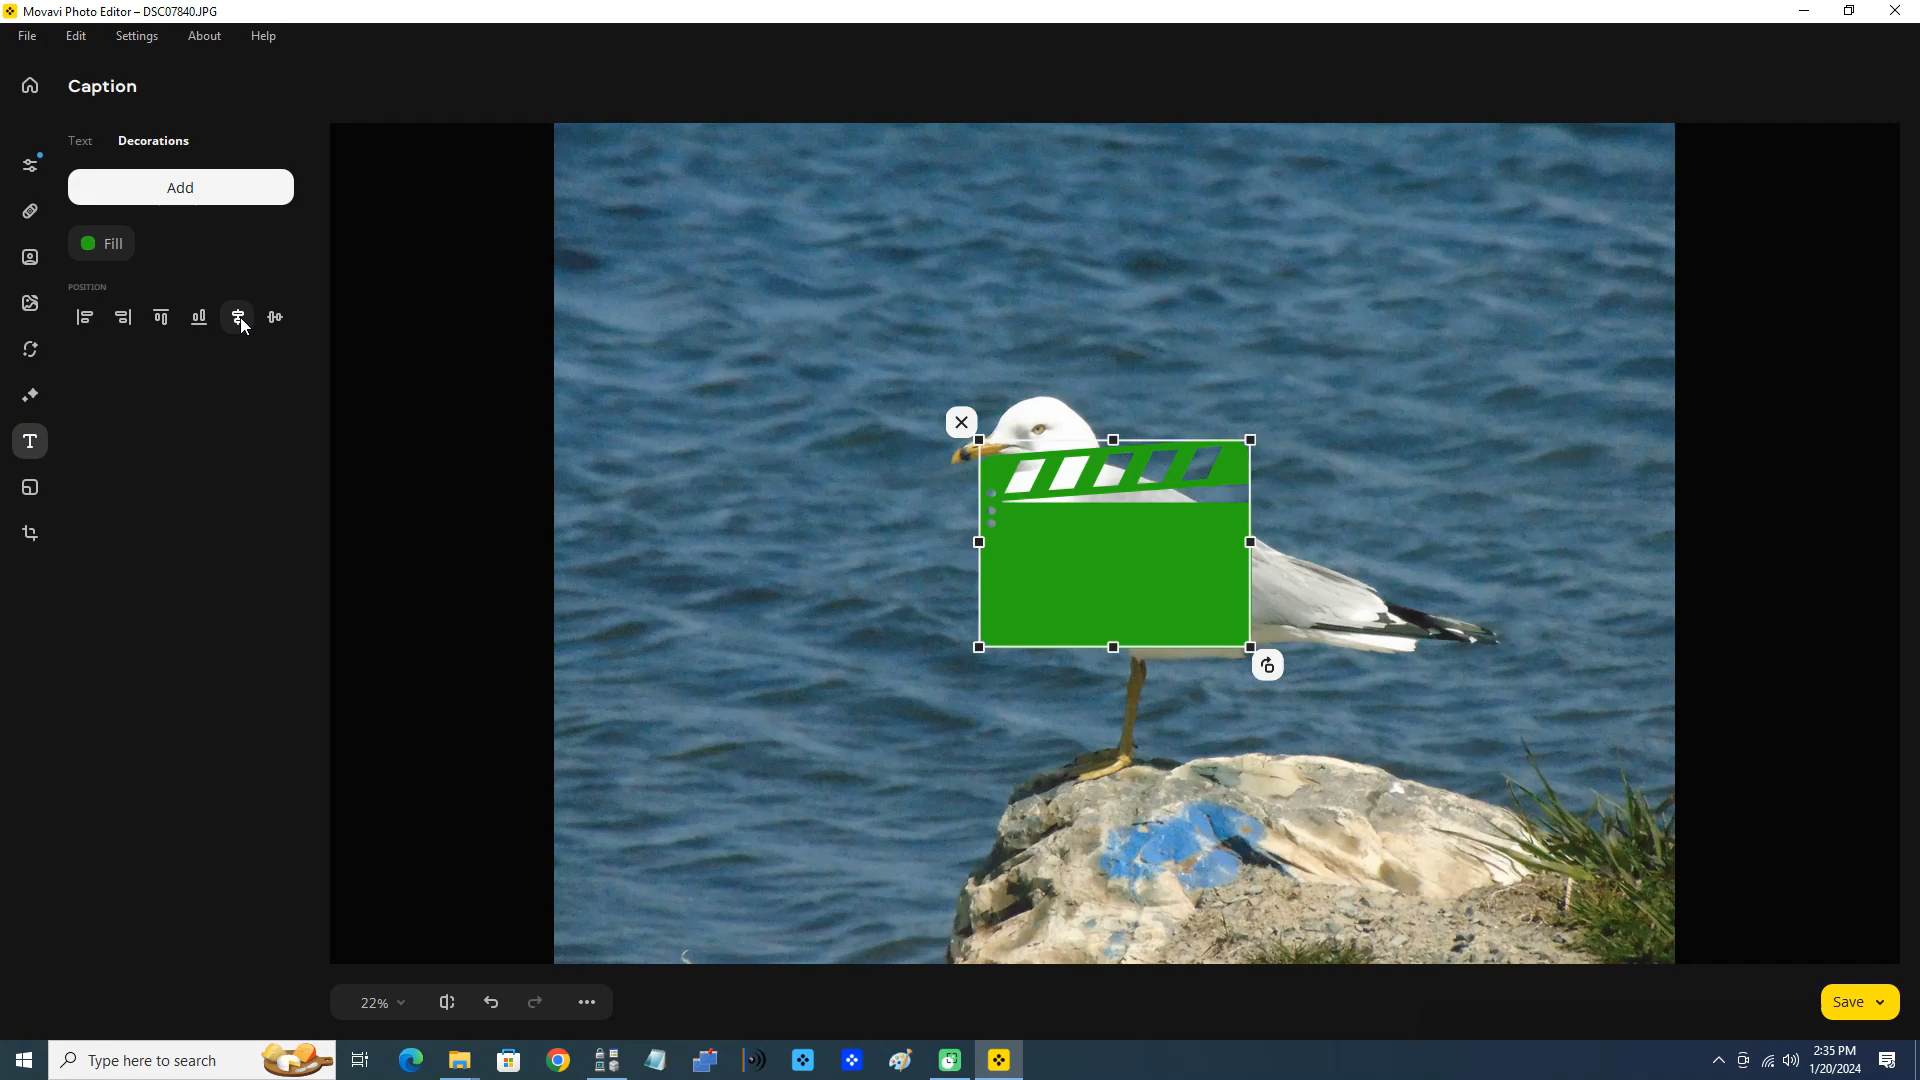 Movavi Photo Editor – DSC07840.JPG
File Edit Settings About Help
Caption
Text Decorations
Add
Fill
POSITION
22%
Save
Type here to search
2:35 PM
1/20/2024